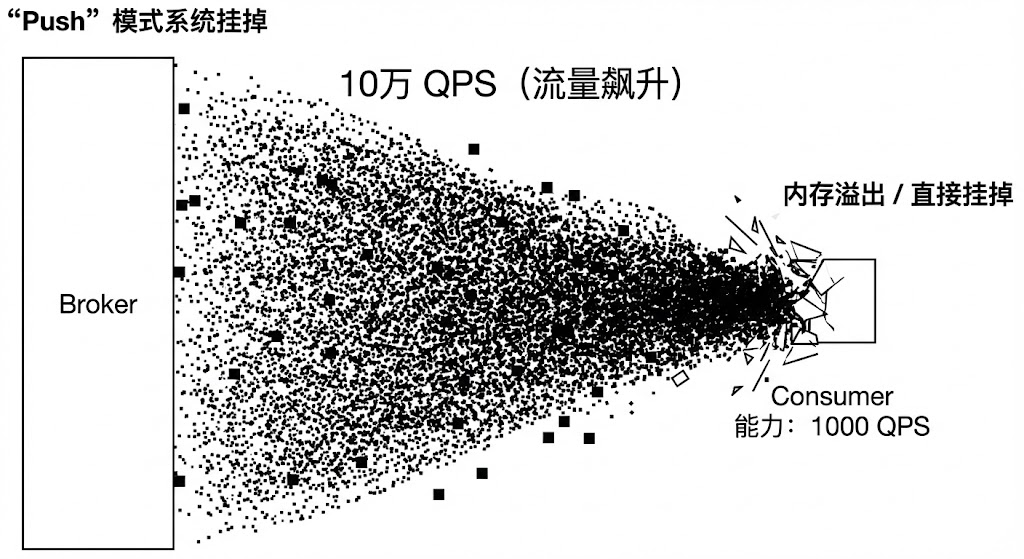 “Push”模式系统挂掉
10万 QPS（流量飙升）
内存溢出 / 直接挂掉
Broker
Consumer
能力：1000 QPS